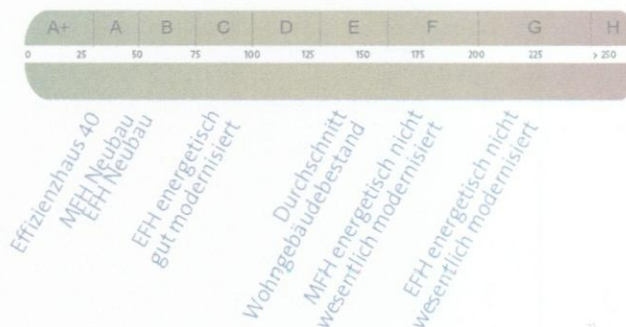 A+ A B C D E F G H
0 25 50 75 100 125 150 175 200 225 > 250
Effizienzhaus 40
MFH Neubau
EFH Neubau
EFH energetisch
gut modernisiert
Durchschnitt
Wohngebäudebestand
MFH energetisch nicht
wesentlich modernisiert
EFH energetisch nicht
wesentlich modernisiert